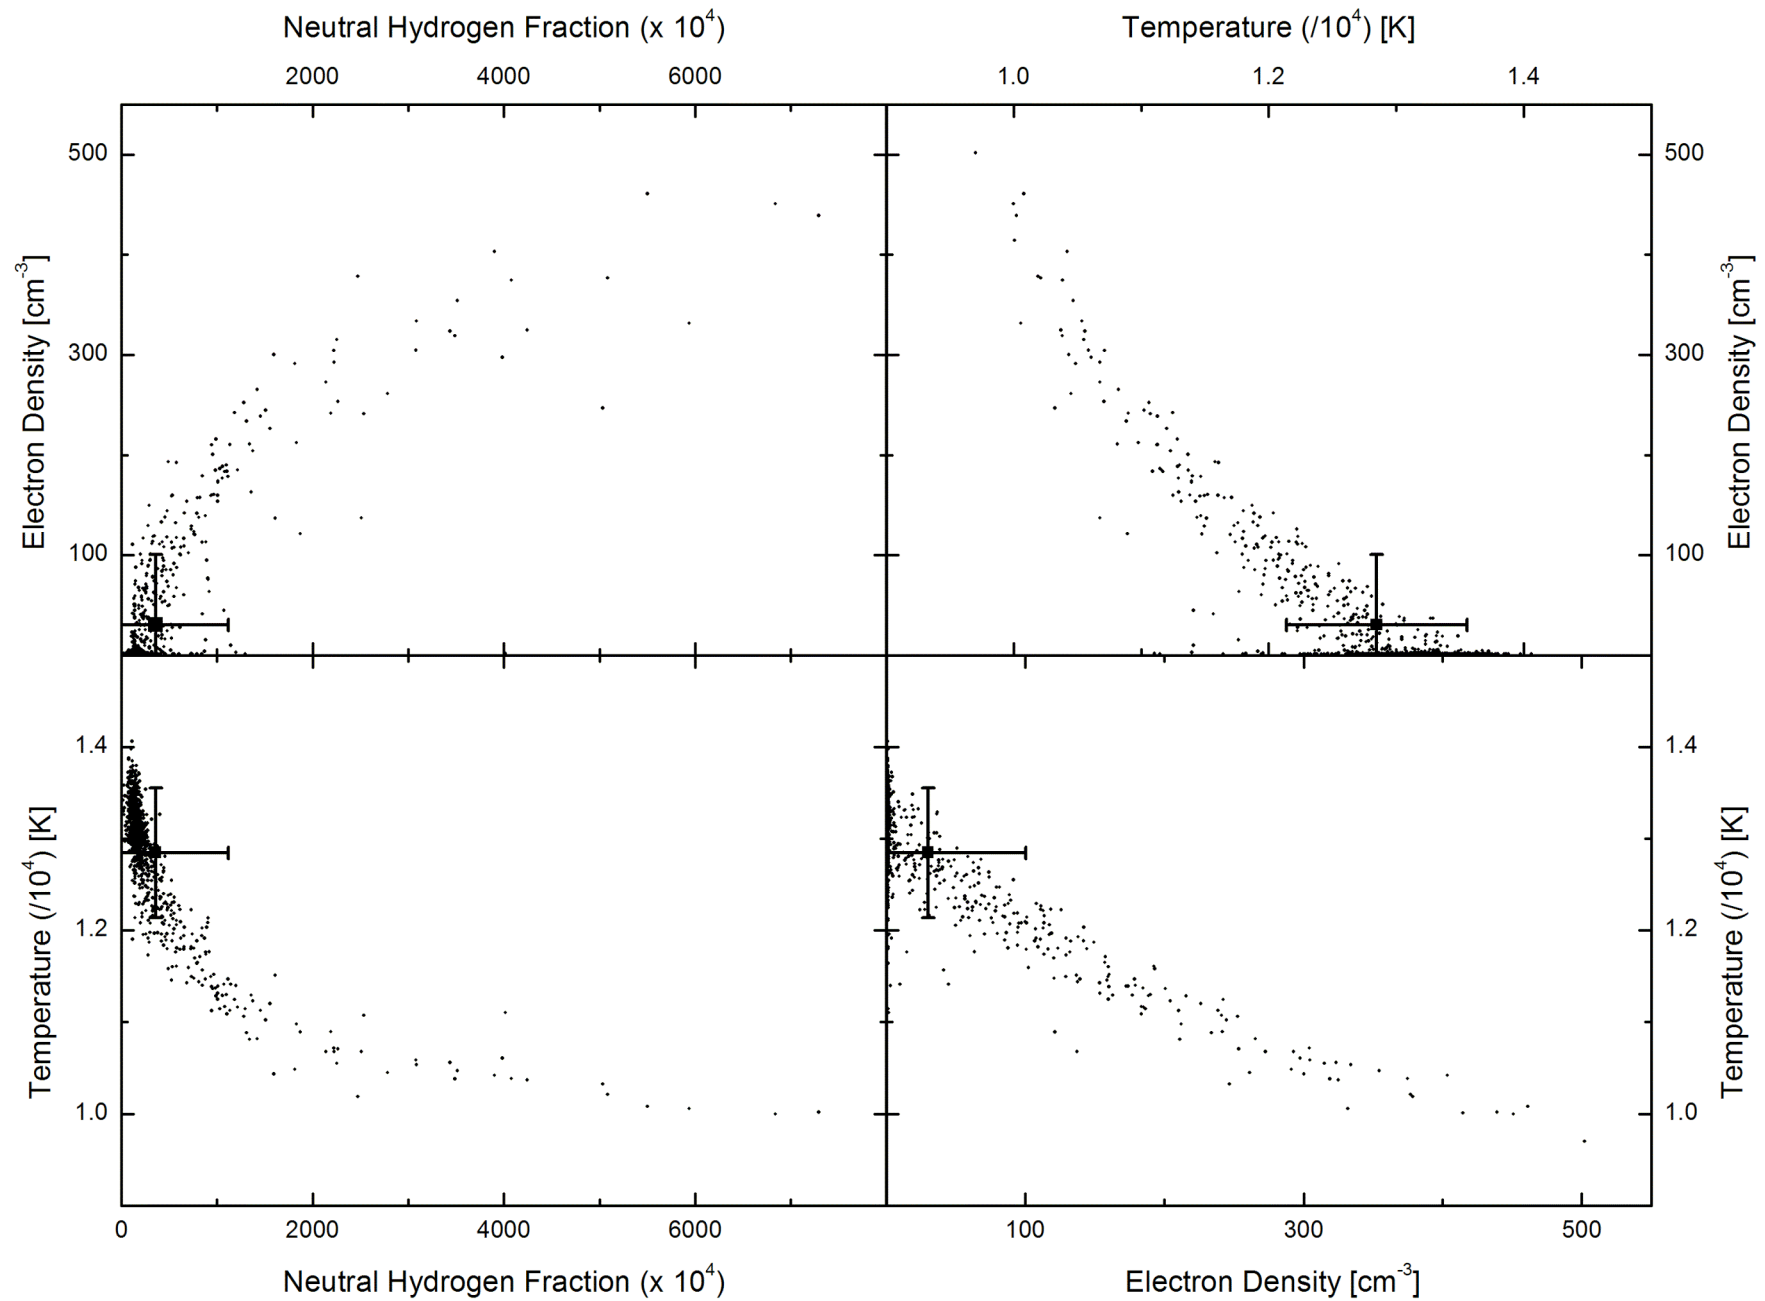 Neutral Hydrogen Fraction (x 10⁴)
Temperature (/10⁴) [K]
2000 4000 6000
1.0 1.2 1.4
500
300
100
Electron Density [cm⁻³]
500
300
100
Electron Density [cm⁻³]
1.4
1.2
1.0
Temperature (/10⁴) [K]
1.4
1.2
1.0
Temperature (/10⁴) [K]
0 2000 4000 6000
100 300 500
Neutral Hydrogen Fraction (x 10⁴)
Electron Density [cm⁻³]